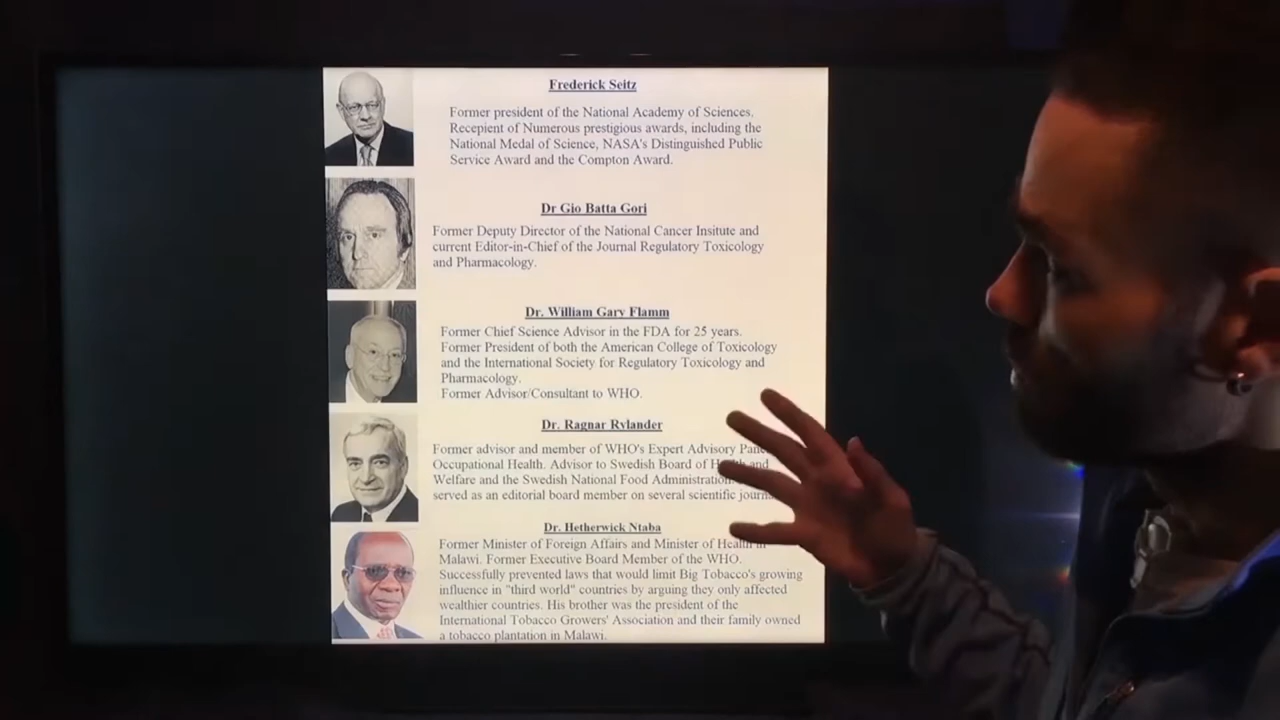 Frederick Seitz
Former president of the National Academy of Sciences.
Recepient of Numerous prestigious awards, including the
National Medal of Science, NASA's Distinguished Public
Service Award and the Compton Award.
Dr Gio Batta Gori
Former Deputy Director of the National Cancer Insitute and
current Editor-in-Chief of the Journal Regulatory Toxicology
and Pharmacology.
Dr. William Gary Flamm
Former Chief Science Advisor in the FDA for 25 years.
Former President of both the American College of Toxicology
and the International Society for Regulatory Toxicology and
Pharmacology.
Former Advisor/Consultant to WHO.
Dr. Ragnar Rylander
Former advisor and member of WHO's Expert Advisory
Occupational Health. Advisor to Swedish Board of and
Welfare and the Swedish National Food Administration
served as an editorial board member on several scientific
Dr. Hetherwick Ntaba
Former Minister of Foreign Affairs and Minister of Health in
Malawi. Former Executive Board Member of the WHO.
Successfully prevented laws that would limit Big Tobacco's growing
influence in "third world" countries by arguing they only affected
wealthier countries. His brother was the president of the
International Tobacco Growers' Association and their family owned
a tobacco plantation in Malawi.